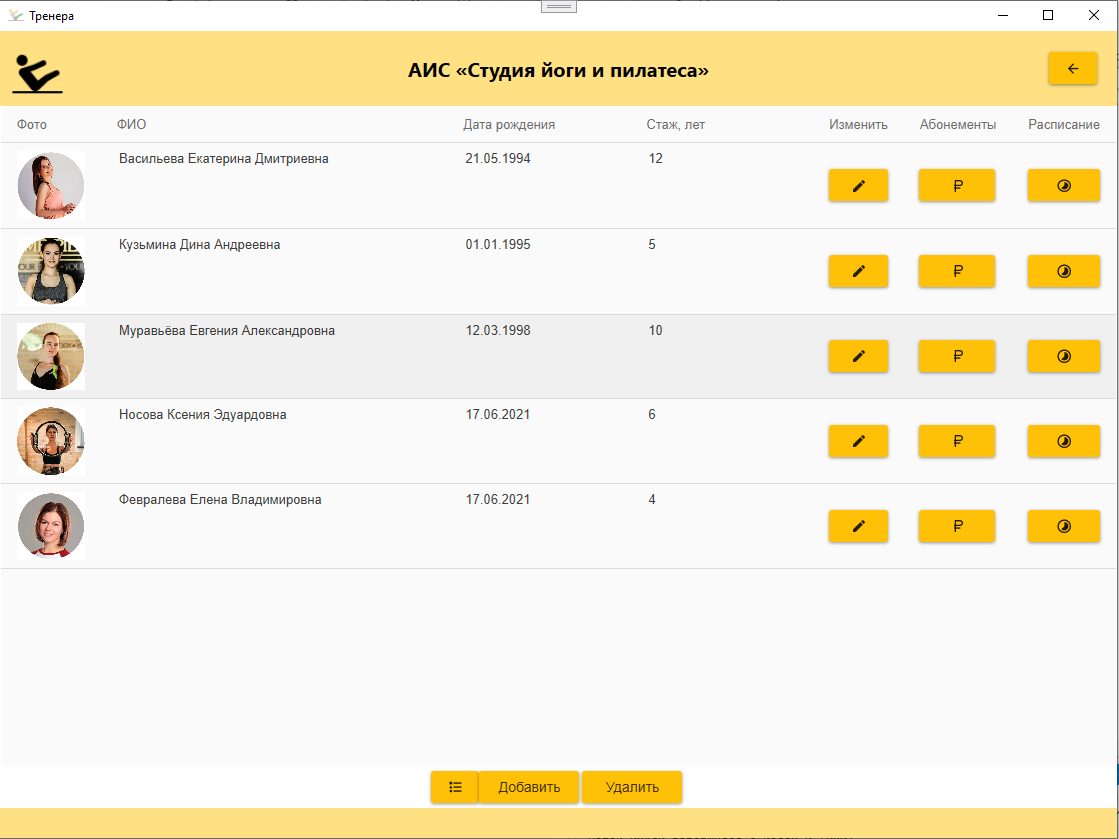 Тренера
АИС «Студия йоги и пилатеса»
Фото ФИО Дата рождения Стаж, лет Изменить Абонементы Расписание
Васильева Екатерина Дмитриевна 21.05.1994 12
Кузьмина Дина Андреевна 01.01.1995 5
Муравьёва Евгения Александровна 12.03.1998 10
Носова Ксения Эдуардовна 17.06.2021 6
Февралева Елена Владимировна 17.06.2021 4
Добавить Удалить